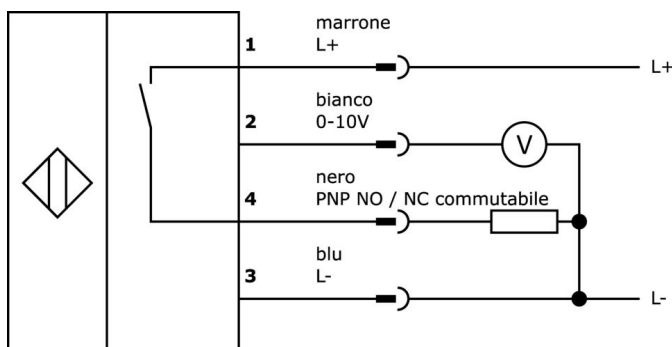 marrone
1
L+
L+
bianco
2
0-10V
V
nero
4
PNP NO / NC commutabile
blu
3
L-
L-